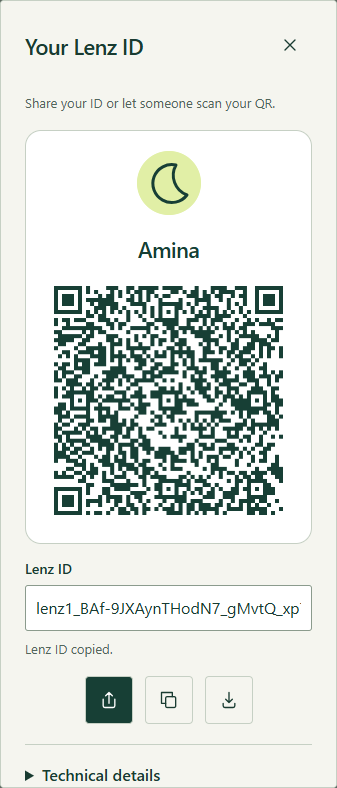 Your Lenz ID
Share your ID or let someone scan your QR.
Amina
Lenz ID
lenz1_BAf-9JXAynTHodN7_gMvtQ_xp
Lenz ID copied.
Technical details